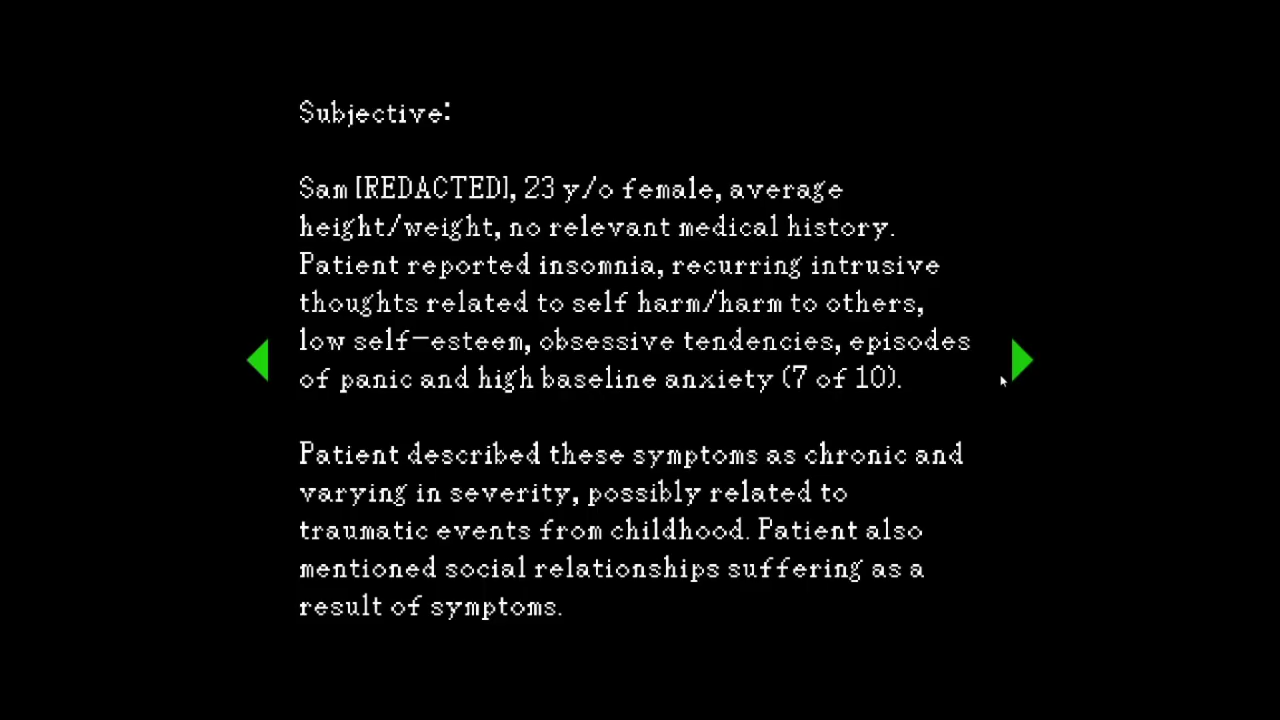 Subjective:
Sam [REDACTED], 23 y/o female, average
height/weight, no relevant medical history.
Patient reported insomnia, recurring intrusive
thoughts related to self harm/harm to others,
low self-esteem, obsessive tendencies, episodes
of panic and high baseline anxiety (7 of 10).
Patient described these symptoms as chronic and
varying in severity, possibly related to
traumatic events from childhood. Patient also
mentioned social relationships suffering as a
result of symptoms.